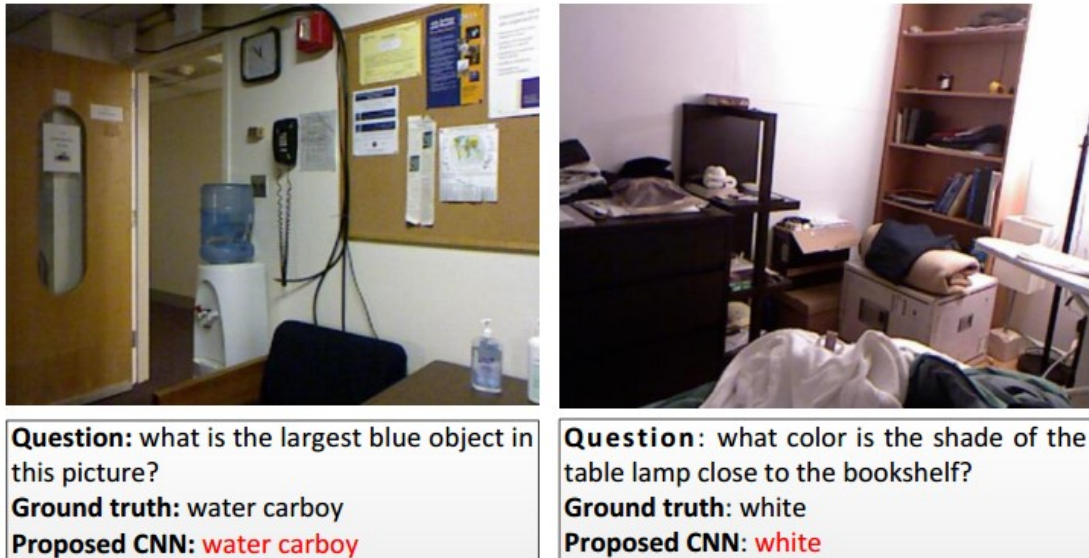 Question: what is the largest blue object in
this picture?
Ground truth: water carboy
Proposed CNN: water carboy
Question: what color is the shade of the
table lamp close to the bookshelf?
Ground truth: white
Proposed CNN: white